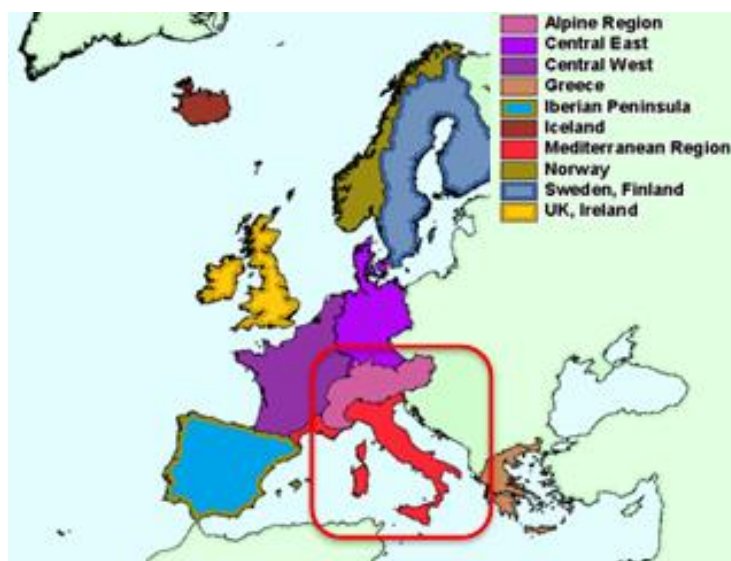 Alpine Region
Central East
Central West
Greece
Iberian Peninsula
Iceland
Mediterranean Region
Norway
Sweden, Finland
UK, Ireland